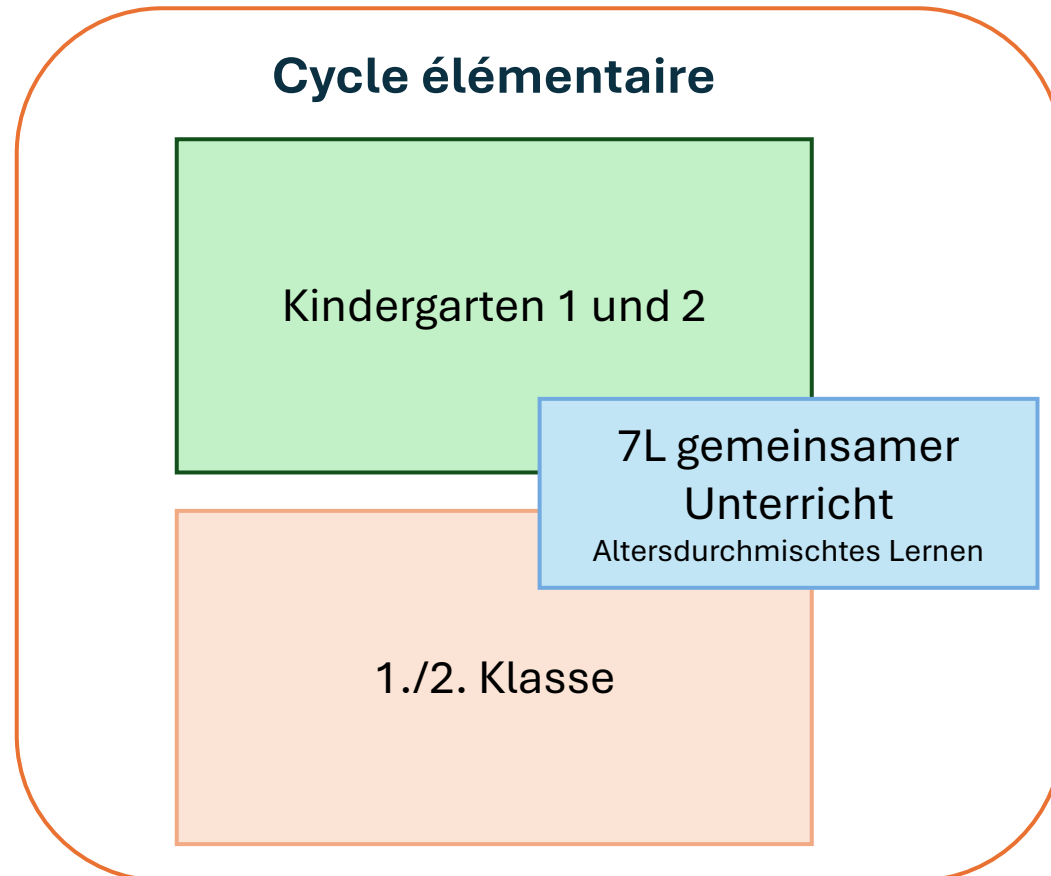 Cycle élémentaire
Kindergarten 1 und 2
7L gemeinsamer
Unterricht
Altersdurchmischtes Lernen
1./2. Klasse